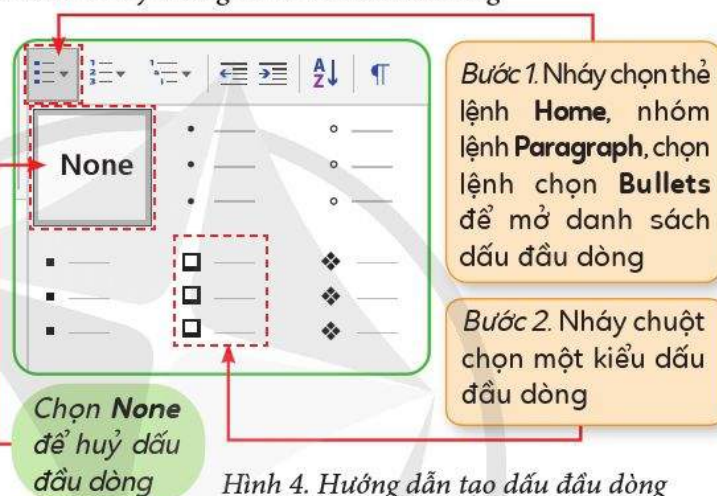 Bước 1. Nháy chọn thẻ
lệnh Home, nhóm
lệnh Paragraph, chọn
lệnh chọn Bullets
để mở danh sách
dấu đầu dòng
None
Bước 2. Nháy chuột
chọn một kiểu dấu
đầu dòng
Chọn None
để huỷ dấu
đầu dòng
Hình 4. Hướng dẫn tạo dấu đầu dòng